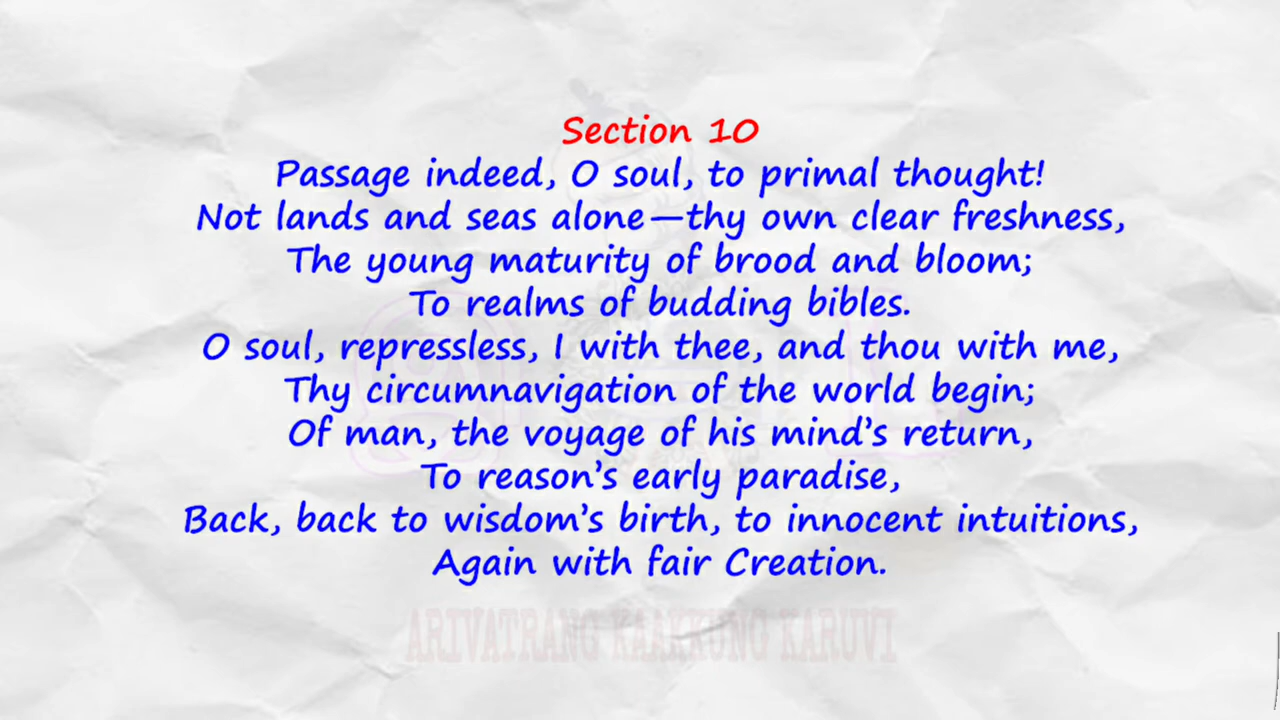 Section 10
Passage indeed, O soul, to primal thought!
Not lands and seas alone—thy own clear freshness,
The young maturity of brood and bloom;
To realms of budding bibles.
O soul, repressless, I with thee, and thou with me,
Thy circumnavigation of the world begin;
Of man, the voyage of his mind’s return,
To reason’s early paradise,
Back, back to wisdom’s birth, to innocent intuitions,
Again with fair Creation.
ARIVATRANG KAAKKUNG KARUVI